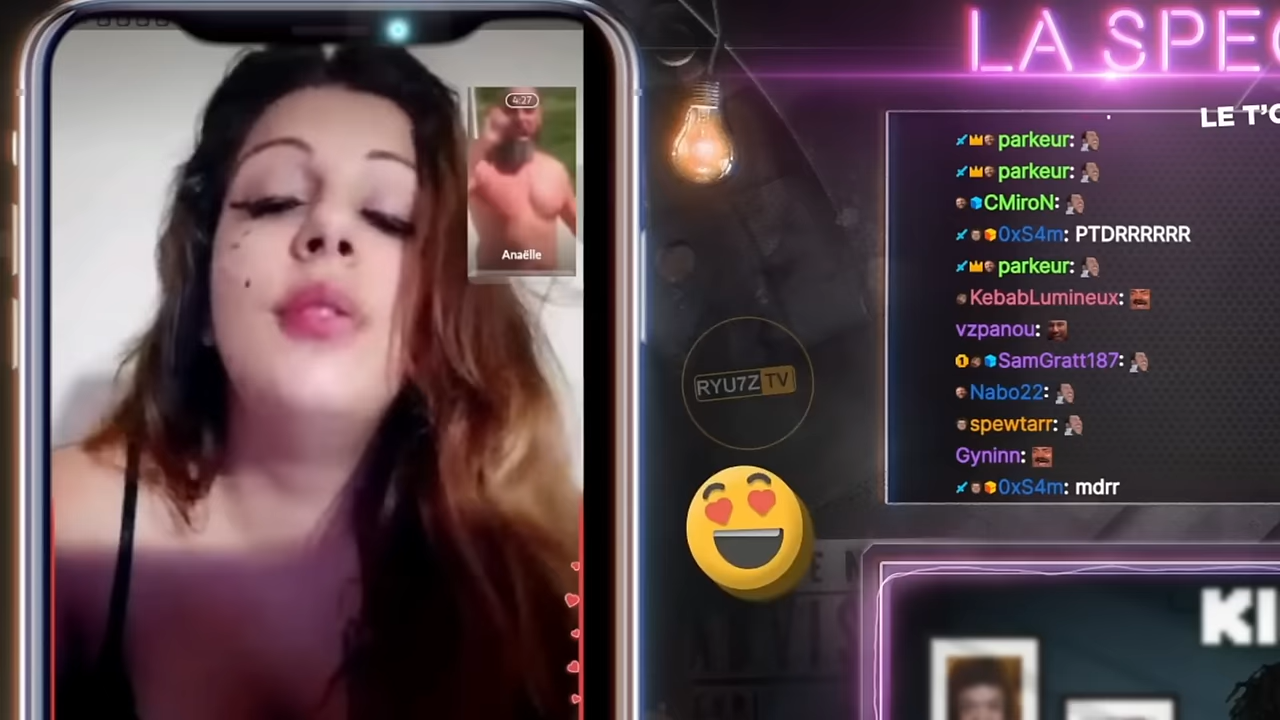 4:27
Anaëlle
LA SPE
LE T'
parkeur:
parkeur:
CMiroN:
0xS4m: PTDRRRRRR
parkeur:
KebabLumineux:
vzpanou:
SamGratt187:
Nabo22:
spewtarr:
Gyninn:
0xS4m: mdrr
RYU7Z TV
KI